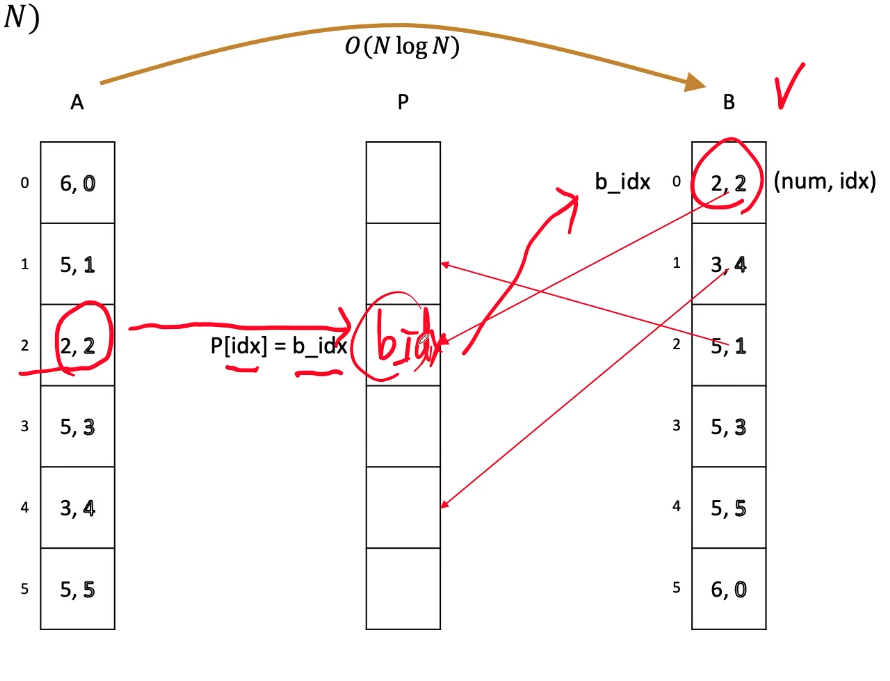 N)
O(N log N)
A P B
0 6, 0 b_idx 0 2, 2 (num, idx)
1 5, 1 1 3, 4
2 2, 2 P[idx] = b_idx bidx 2 5, 1
3 5, 3 3 5, 3
4 3, 4 4 5, 5
5 5, 5 5 6, 0